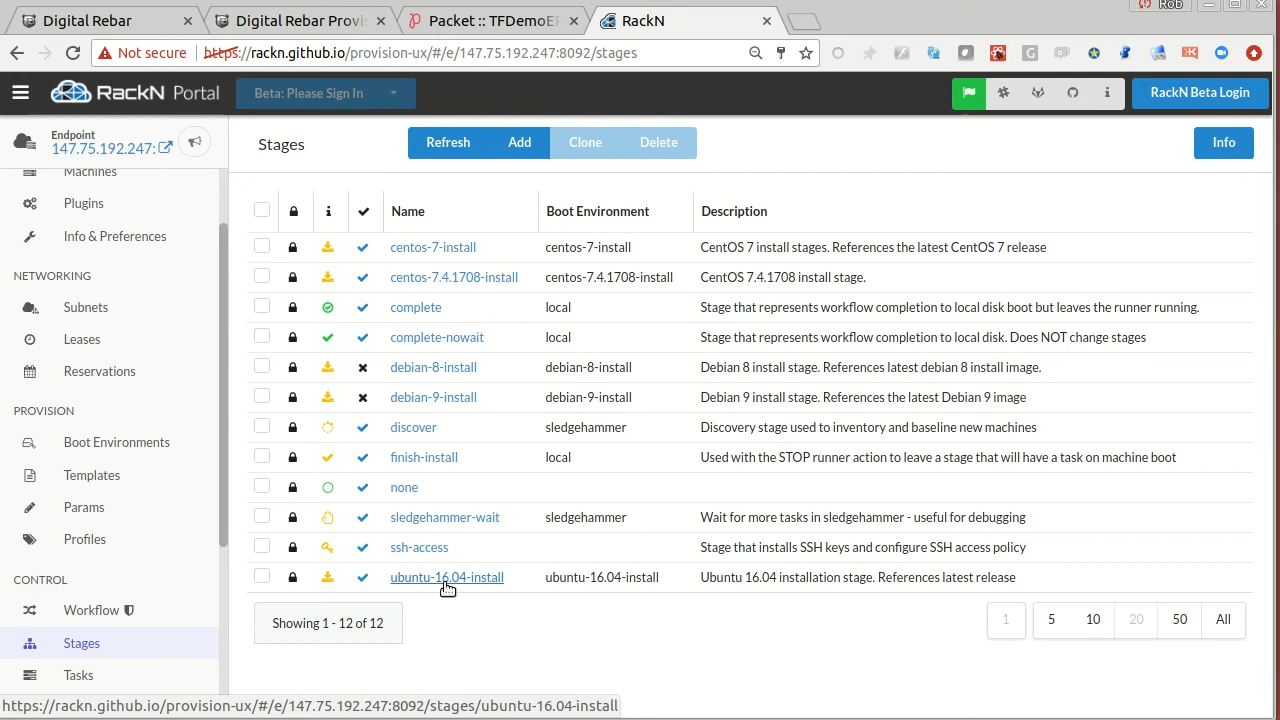 Digital Rebar
Digital Rebar Provis
Packet :: TFDemoE
RackN
Rob
Not secure
https://rackn.github.io/provision-ux/#/e/147.75.192.247:8092/stages
RackN Portal
Beta: Please Sign In
RackN Beta Login
Endpoint
147.75.192.247:
Stages
Refresh
Add
Clone
Delete
Info
Machines
Plugins
Info & Preferences
NETWORKING
Subnets
Leases
Reservations
PROVISION
Boot Environments
Templates
Params
Profiles
CONTROL
Workflow
Stages
Tasks
Name Boot Environment Description
centos-7-install centos-7-install CentOS 7 install stages. References the latest CentOS 7 release
centos-7.4.1708-install centos-7.4.1708-install CentOS 7.4.1708 install stage.
complete local Stage that represents workflow completion to local disk boot but leaves the runner running.
complete-nowait local Stage that represents workflow completion to local disk. Does NOT change stages
debian-8-install debian-8-install Debian 8 install stage. References latest debian 8 install image.
debian-9-install debian-9-install Debian 9 install stage. References the latest Debian 9 image
discover sledgehammer Discovery stage used to inventory and baseline new machines
finish-install local Used with the STOP runner action to leave a stage that will have a task on machine boot
none
sledgehammer-wait sledgehammer Wait for more tasks in sledgehammer - useful for debugging
ssh-access Stage that installs SSH keys and configure SSH access policy
ubuntu-16.04-install ubuntu-16.04-install Ubuntu 16.04 installation stage. References latest release
Showing 1 - 12 of 12
1 5 10 20 50 All
https://rackn.github.io/provision-ux/#/e/147.75.192.247:8092/stages/ubuntu-16.04-install